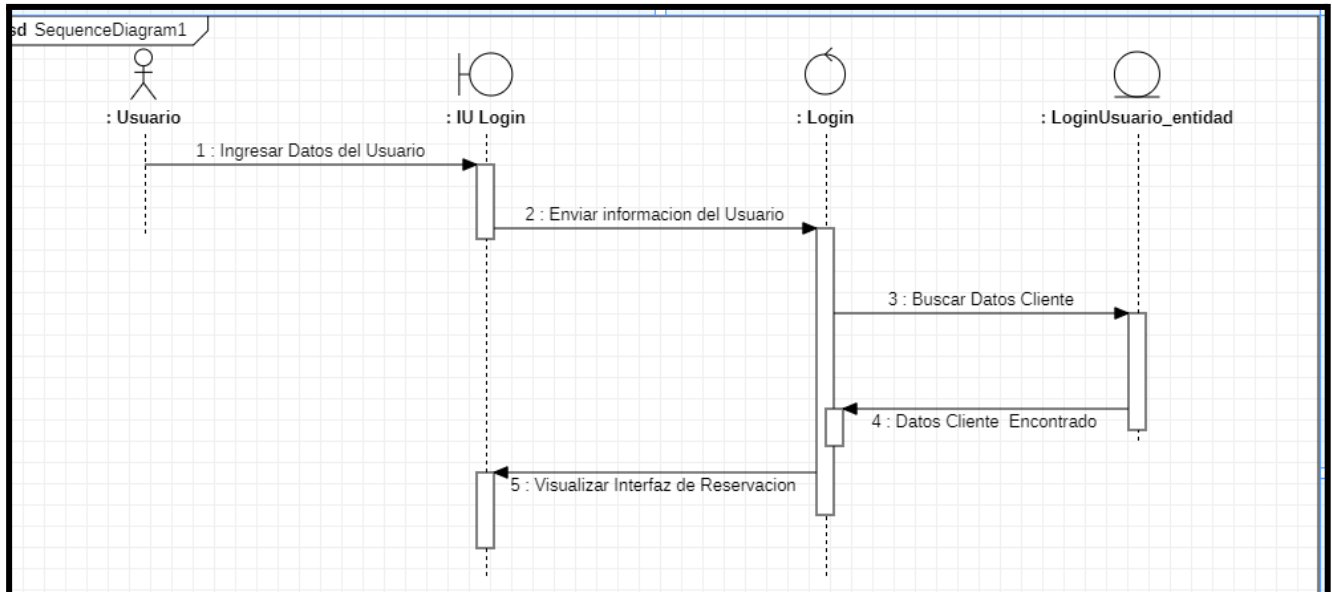 sd SequenceDiagram1
: Usuario
: IU Login
: Login
: LoginUsuario_entidad
1 : Ingresar Datos del Usuario
2 : Enviar informacion del Usuario
3 : Buscar Datos Cliente
4 : Datos Cliente Encontrado
5 : Visualizar Interfaz de Reservacion